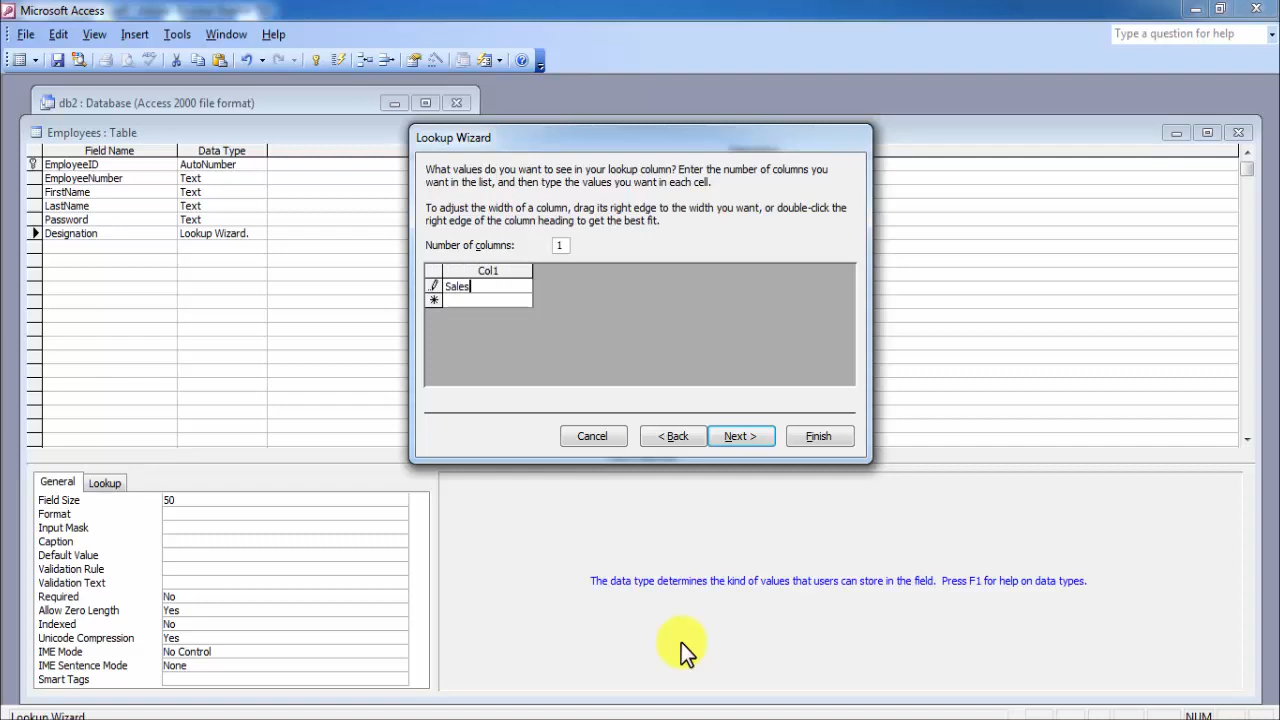 Microsoft Access
File Edit View Insert Tools Window Help
Type a question for help
db2 : Database (Access 2000 file format)
Employees : Table
Field Name Data Type
EmployeeID AutoNumber
EmployeeNumber Text
FirstName Text
LastName Text
Password Text
Designation Lookup Wizard.
Lookup Wizard
What values do you want to see in your lookup column? Enter the number of columns you
want in the list, and then type the values you want in each cell.
To adjust the width of a column, drag its right edge to the width you want, or double-click the
right edge of the column heading to get the best fit.
Number of columns: 1
Col1
Sales
Cancel < Back Next > Finish
General Lookup
Field Size 50
Format
Input Mask
Caption
Default Value
Validation Rule
Validation Text
Required No
Allow Zero Length Yes
Indexed No
Unicode Compression Yes
IME Mode No Control
IME Sentence Mode None
Smart Tags
The data type determines the kind of values that users can store in the field. Press F1 for help on data types.
Lookup Wizard NUM